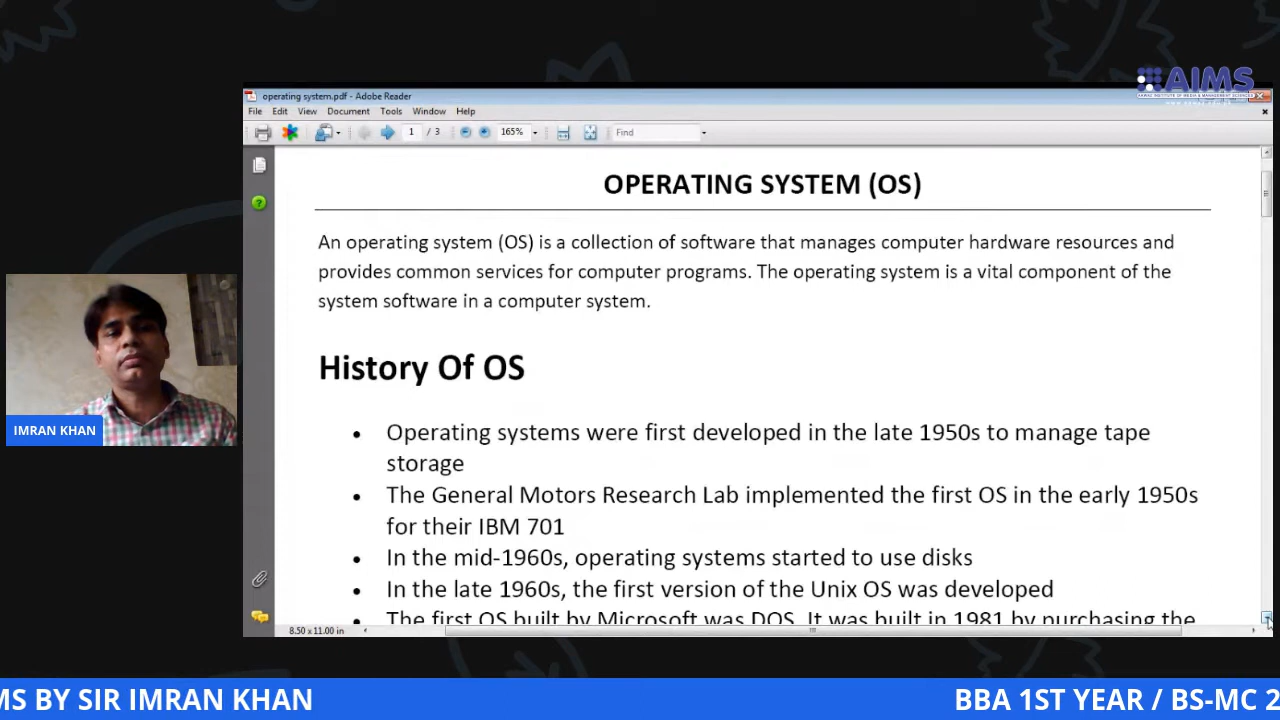 AIMS
operating system.pdf - Adobe Reader
File Edit View Document Tools Window Help
1 / 3 165% Find
OPERATING SYSTEM (OS)
An operating system (OS) is a collection of software that manages computer hardware resources and
provides common services for computer programs. The operating system is a vital component of the
system software in a computer system.
History Of OS
• Operating systems were first developed in the late 1950s to manage tape
storage
• The General Motors Research Lab implemented the first OS in the early 1950s
for their IBM 701
• In the mid-1960s, operating systems started to use disks
• In the late 1960s, the first version of the Unix OS was developed
• The first OS built by Microsoft was DOS. It was built in 1981 by purchasing the
8.50 x 11.00 in
IMRAN KHAN
MS BY SIR IMRAN KHAN
BBA 1ST YEAR / BS-MC 2